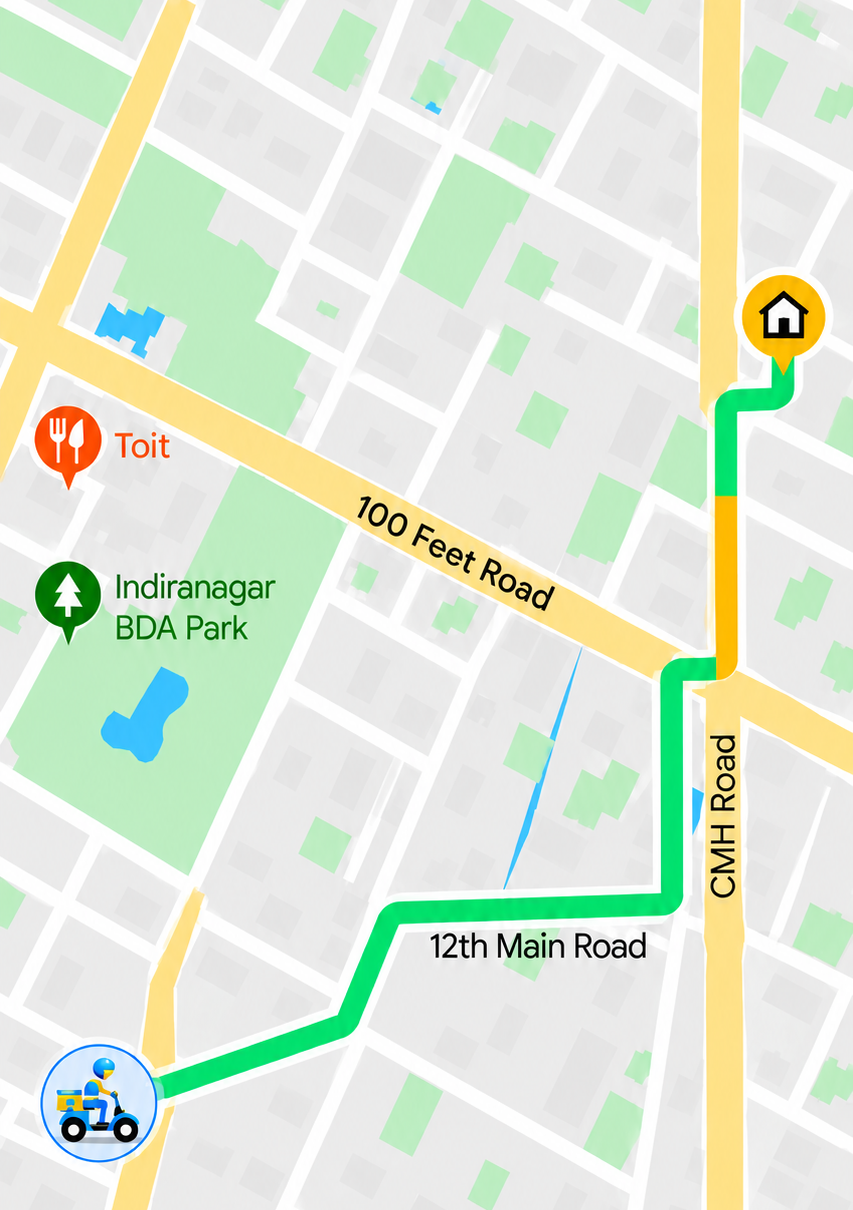 Toit
100 Feet Road
Indiranagar
BDA Park
CMH Road
12th Main Road